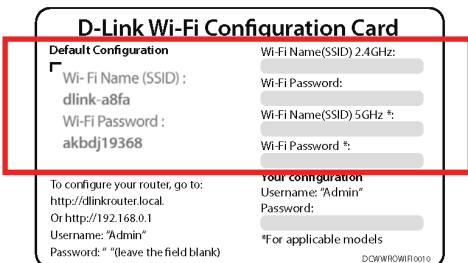 D-Link Wi-Fi Configuration Card
Default Configuration
Wi- Fi Name (SSID) :
dlink-a8fa
Wi-Fi Password :
akbdj19368
To configure your router, go to:
http://dlinkrouter.local.
Or http://192.168.0.1
Username: "Admin"
Password: " "(leave the field blank)
Wi-Fi Name(SSID) 2.4GHz:
Wi-Fi Password:
Wi-Fi Name(SSID) 5GHz *:
Wi-Fi Password *:
Your configuration
Username: "Admin"
Password:
*For applicable models
DCWWROWIFI0010